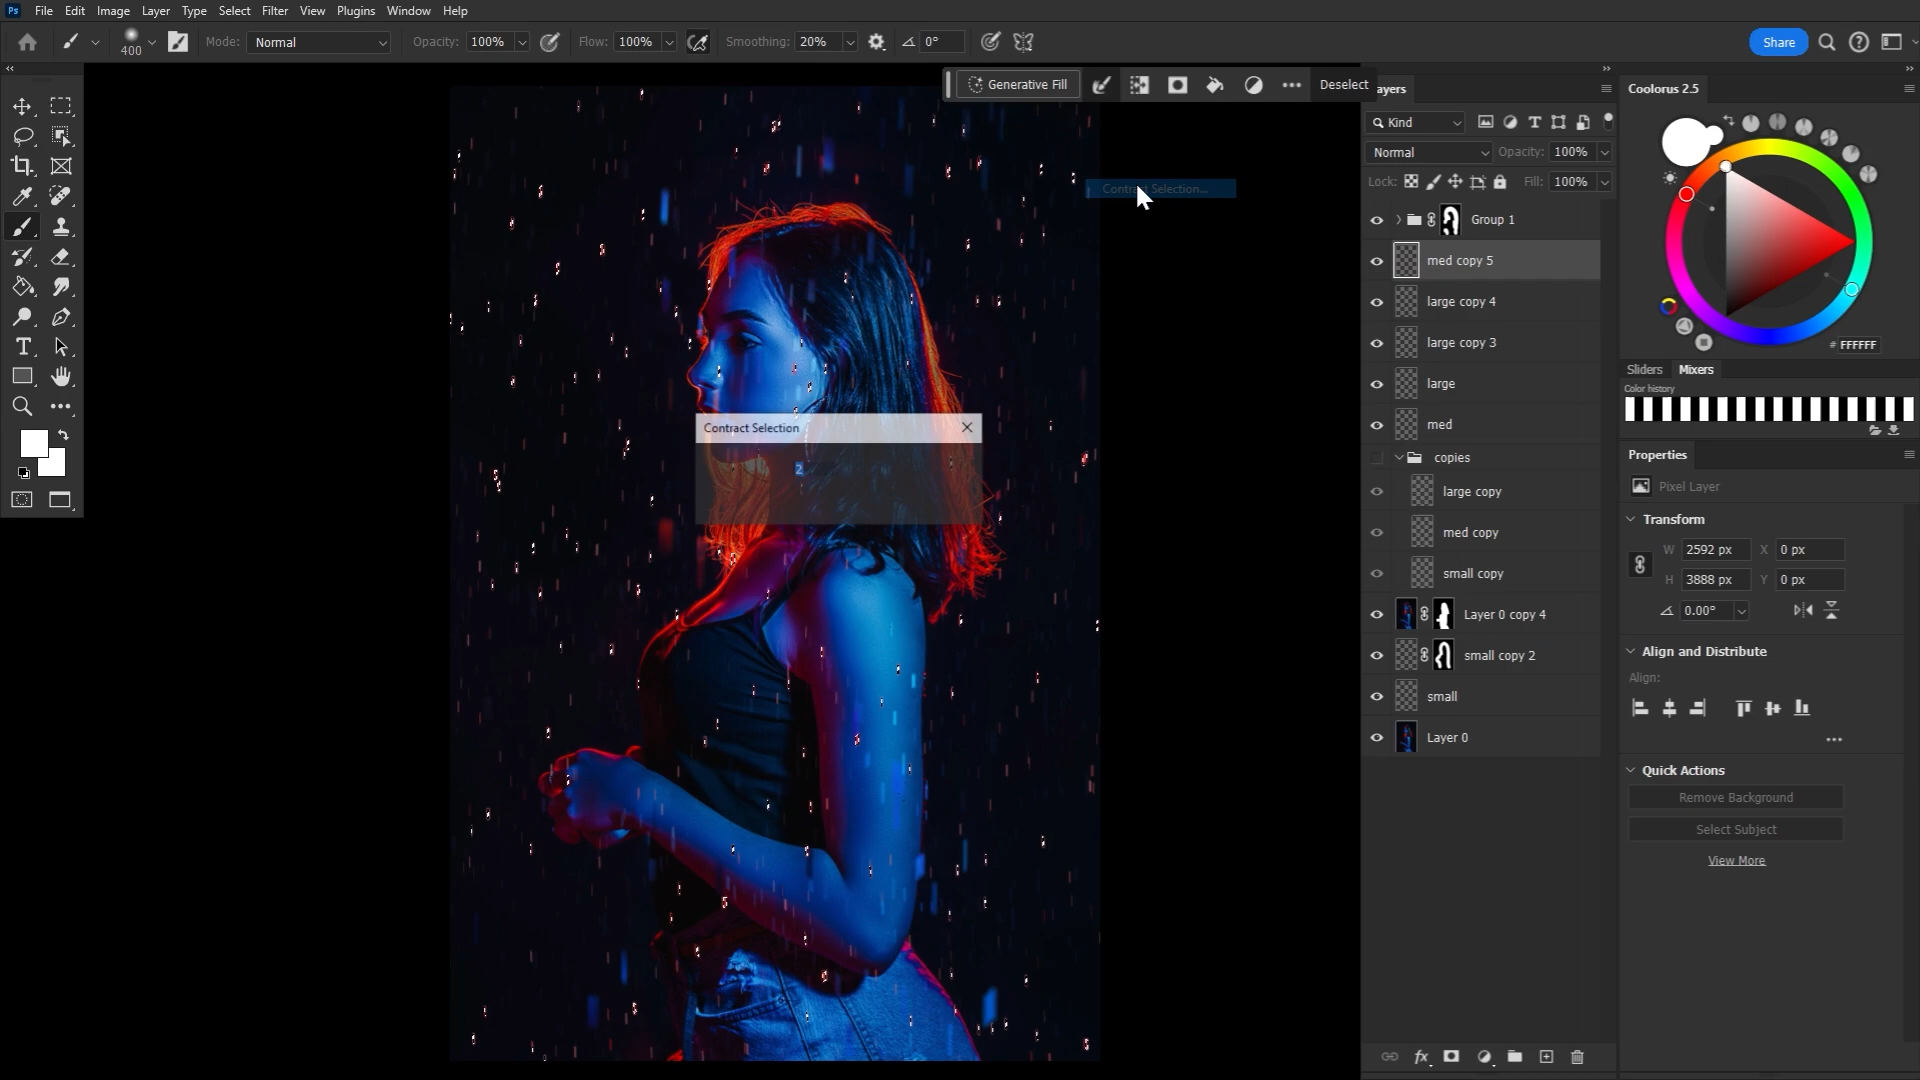 Ps File Edit Image Layer Type Select Filter View Plugins Window Help
400 Mode: Normal Opacity: 100% Flow: 100% Smoothing: 20% 0° Share
Generative Fill Deselect
Contract Selection...
Contract Selection
2
ayers
Kind
Normal Opacity: 100%
Lock: Fill: 100%
Group 1
med copy 5
large copy 4
large copy 3
large
med
copies
large copy
med copy
small copy
Layer 0 copy 4
small copy 2
small
Layer 0
fx
Coolorus 2.5
# FFFFFF
Sliders Mixers
Color history
Properties
Pixel Layer
Transform
W 2592 px X 0 px
H 3888 px Y 0 px
0.00°
Align and Distribute
Align:
Quick Actions
Remove Background
Select Subject
View More